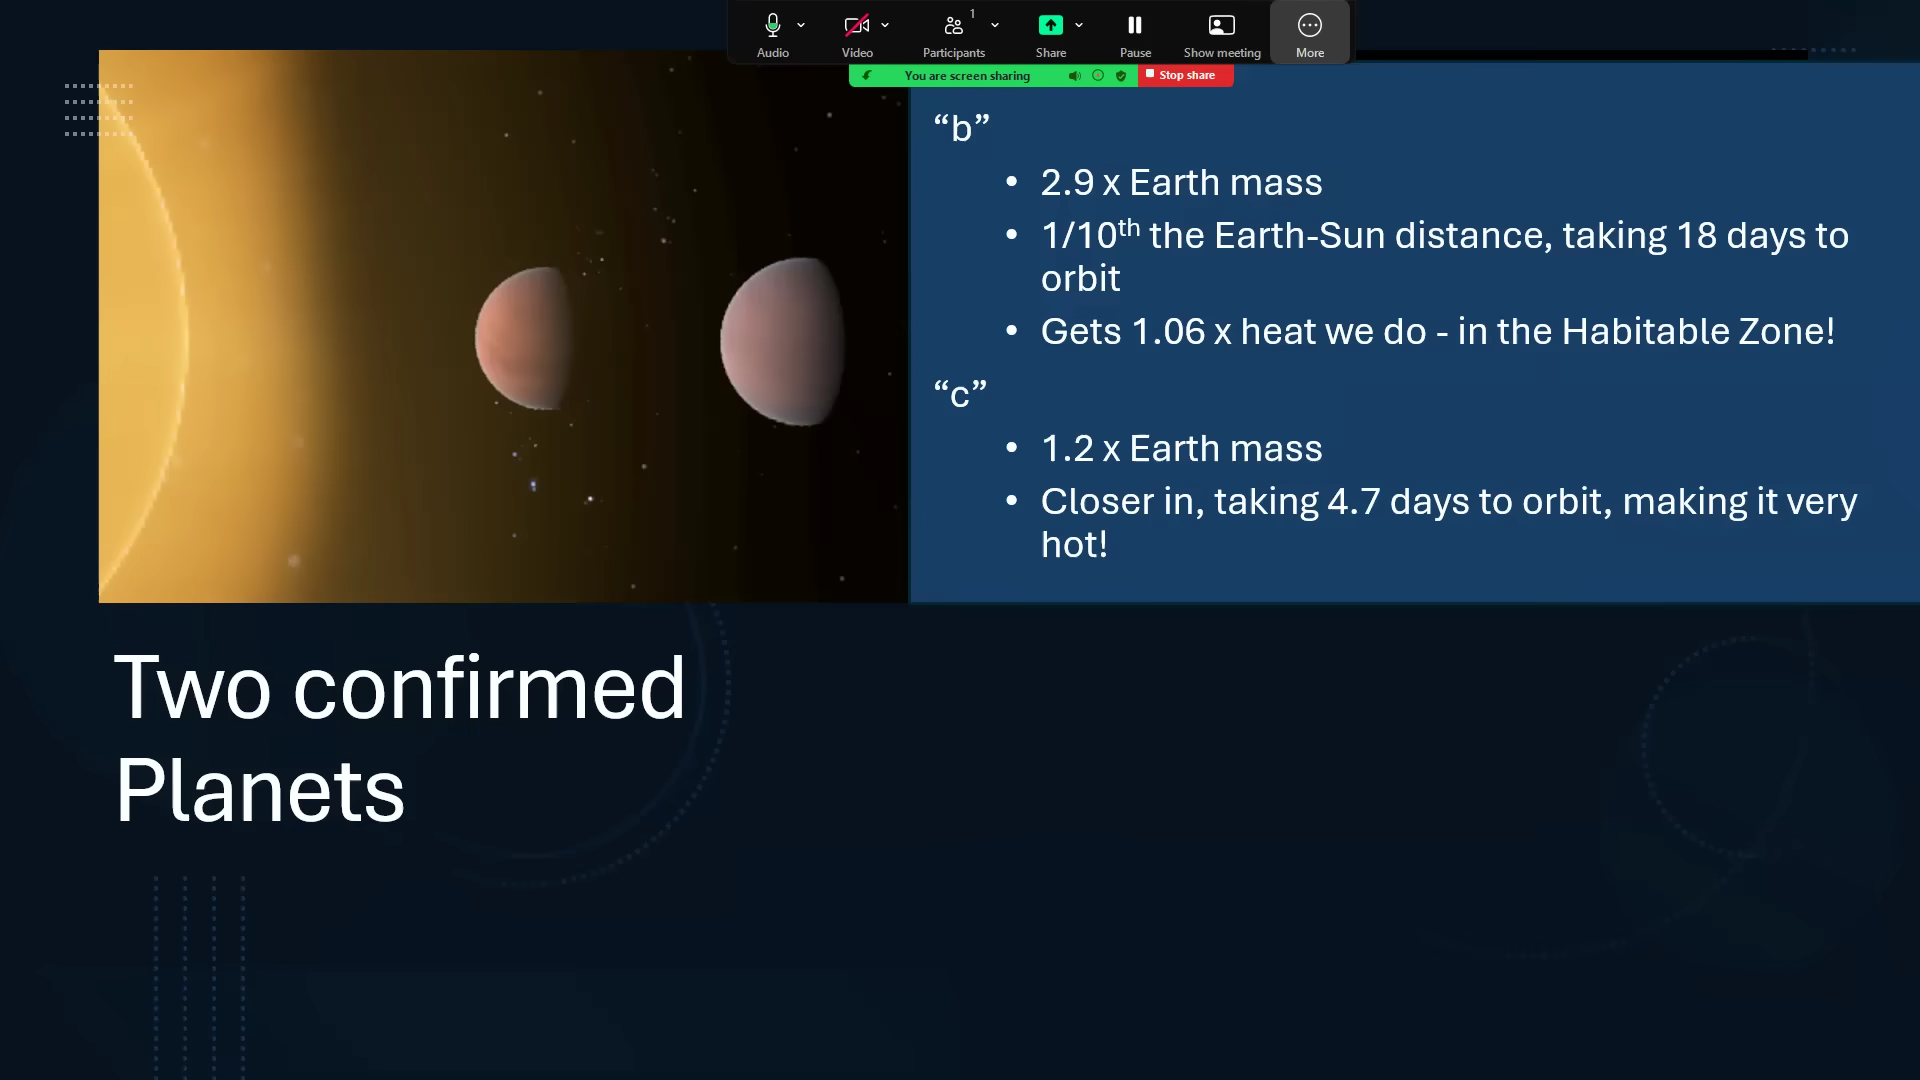 1
Audio
Video
Participants
Share
Pause
Show meeting
More
You are screen sharing
Stop share
“b”
• 2.9 x Earth mass
• 1/10th the Earth-Sun distance, taking 18 days to
orbit
• Gets 1.06 x heat we do - in the Habitable Zone!
“c”
• 1.2 x Earth mass
• Closer in, taking 4.7 days to orbit, making it very
hot!
Two confirmed
Planets